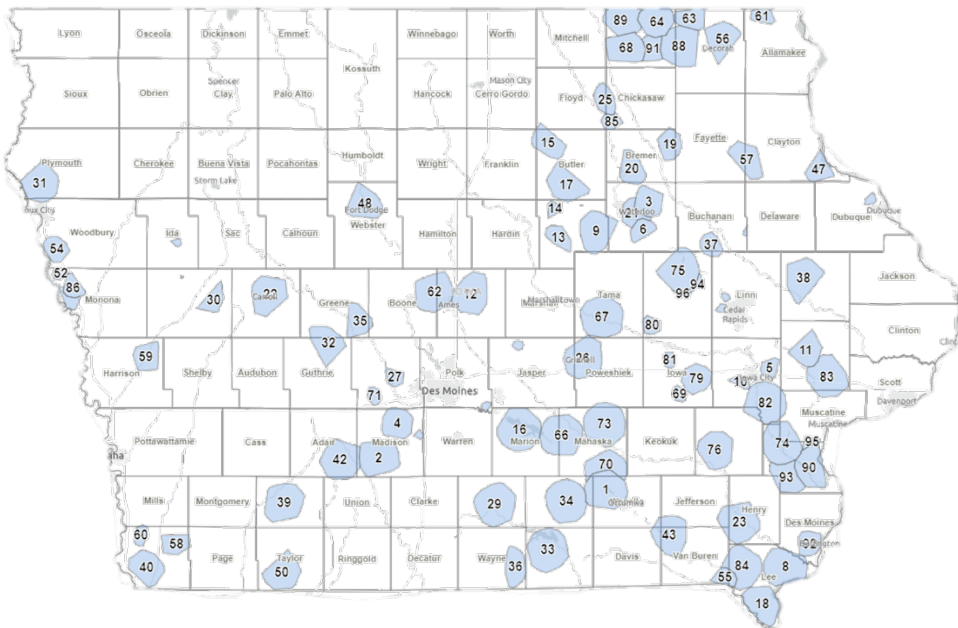 89 64 63 61
Lyon Osceola Dickinson Emmet Winnebago Worth Mitchell 68 91 88 56 Decorah Allamakee
Kossuth
Spencer Mason City
Sioux Obrien Clay Palo Alto Hancock Cerro Gordo Floyd 25 Chickasaw
85
Fayette Clayton
15 19
Plymouth Cherokee Buena Vista Pocahontas Humboldt Wright Franklin Butler Bremer 57
20 47
31 Storm Lake 17
48 3
Fort Dodge 14 Waterloo Buchanan Delaware Dubuque Dubuque
Woodbury Ida Sac Calhoun Webster Hamilton Hardin 13 9 6
54 37
52 75 38 Jackson
86 Monona 30 Carroll Greene Boone 62 Ames 12 Marshalltown Tama 94 96 Linn
35 67 80 Cedar Rapids Clinton
32 11
59 26 81 5
Harrison Shelby Audubon Guthrie 27 Polk Jasper Poweshiek Iowa 79 10 Iowa City 83 Scott
71 Des Moines 69 82 Davenport
4 16 73 Muscatine
Muscatine
Pottawattamie Cass Adair Madison Warren Marion 66 Mahaska Keokuk 76 74 95
42 2 70 93 90
Mills Montgomery 39 Union Clarke 29 34 1 Ottumwa Jefferson Henry
60 23 Des Moines
58 43
40 Page Taylor Ringgold Decatur Wayne 33 Davis Van Buren Burlington
50 36 84 8
55 Lee
18